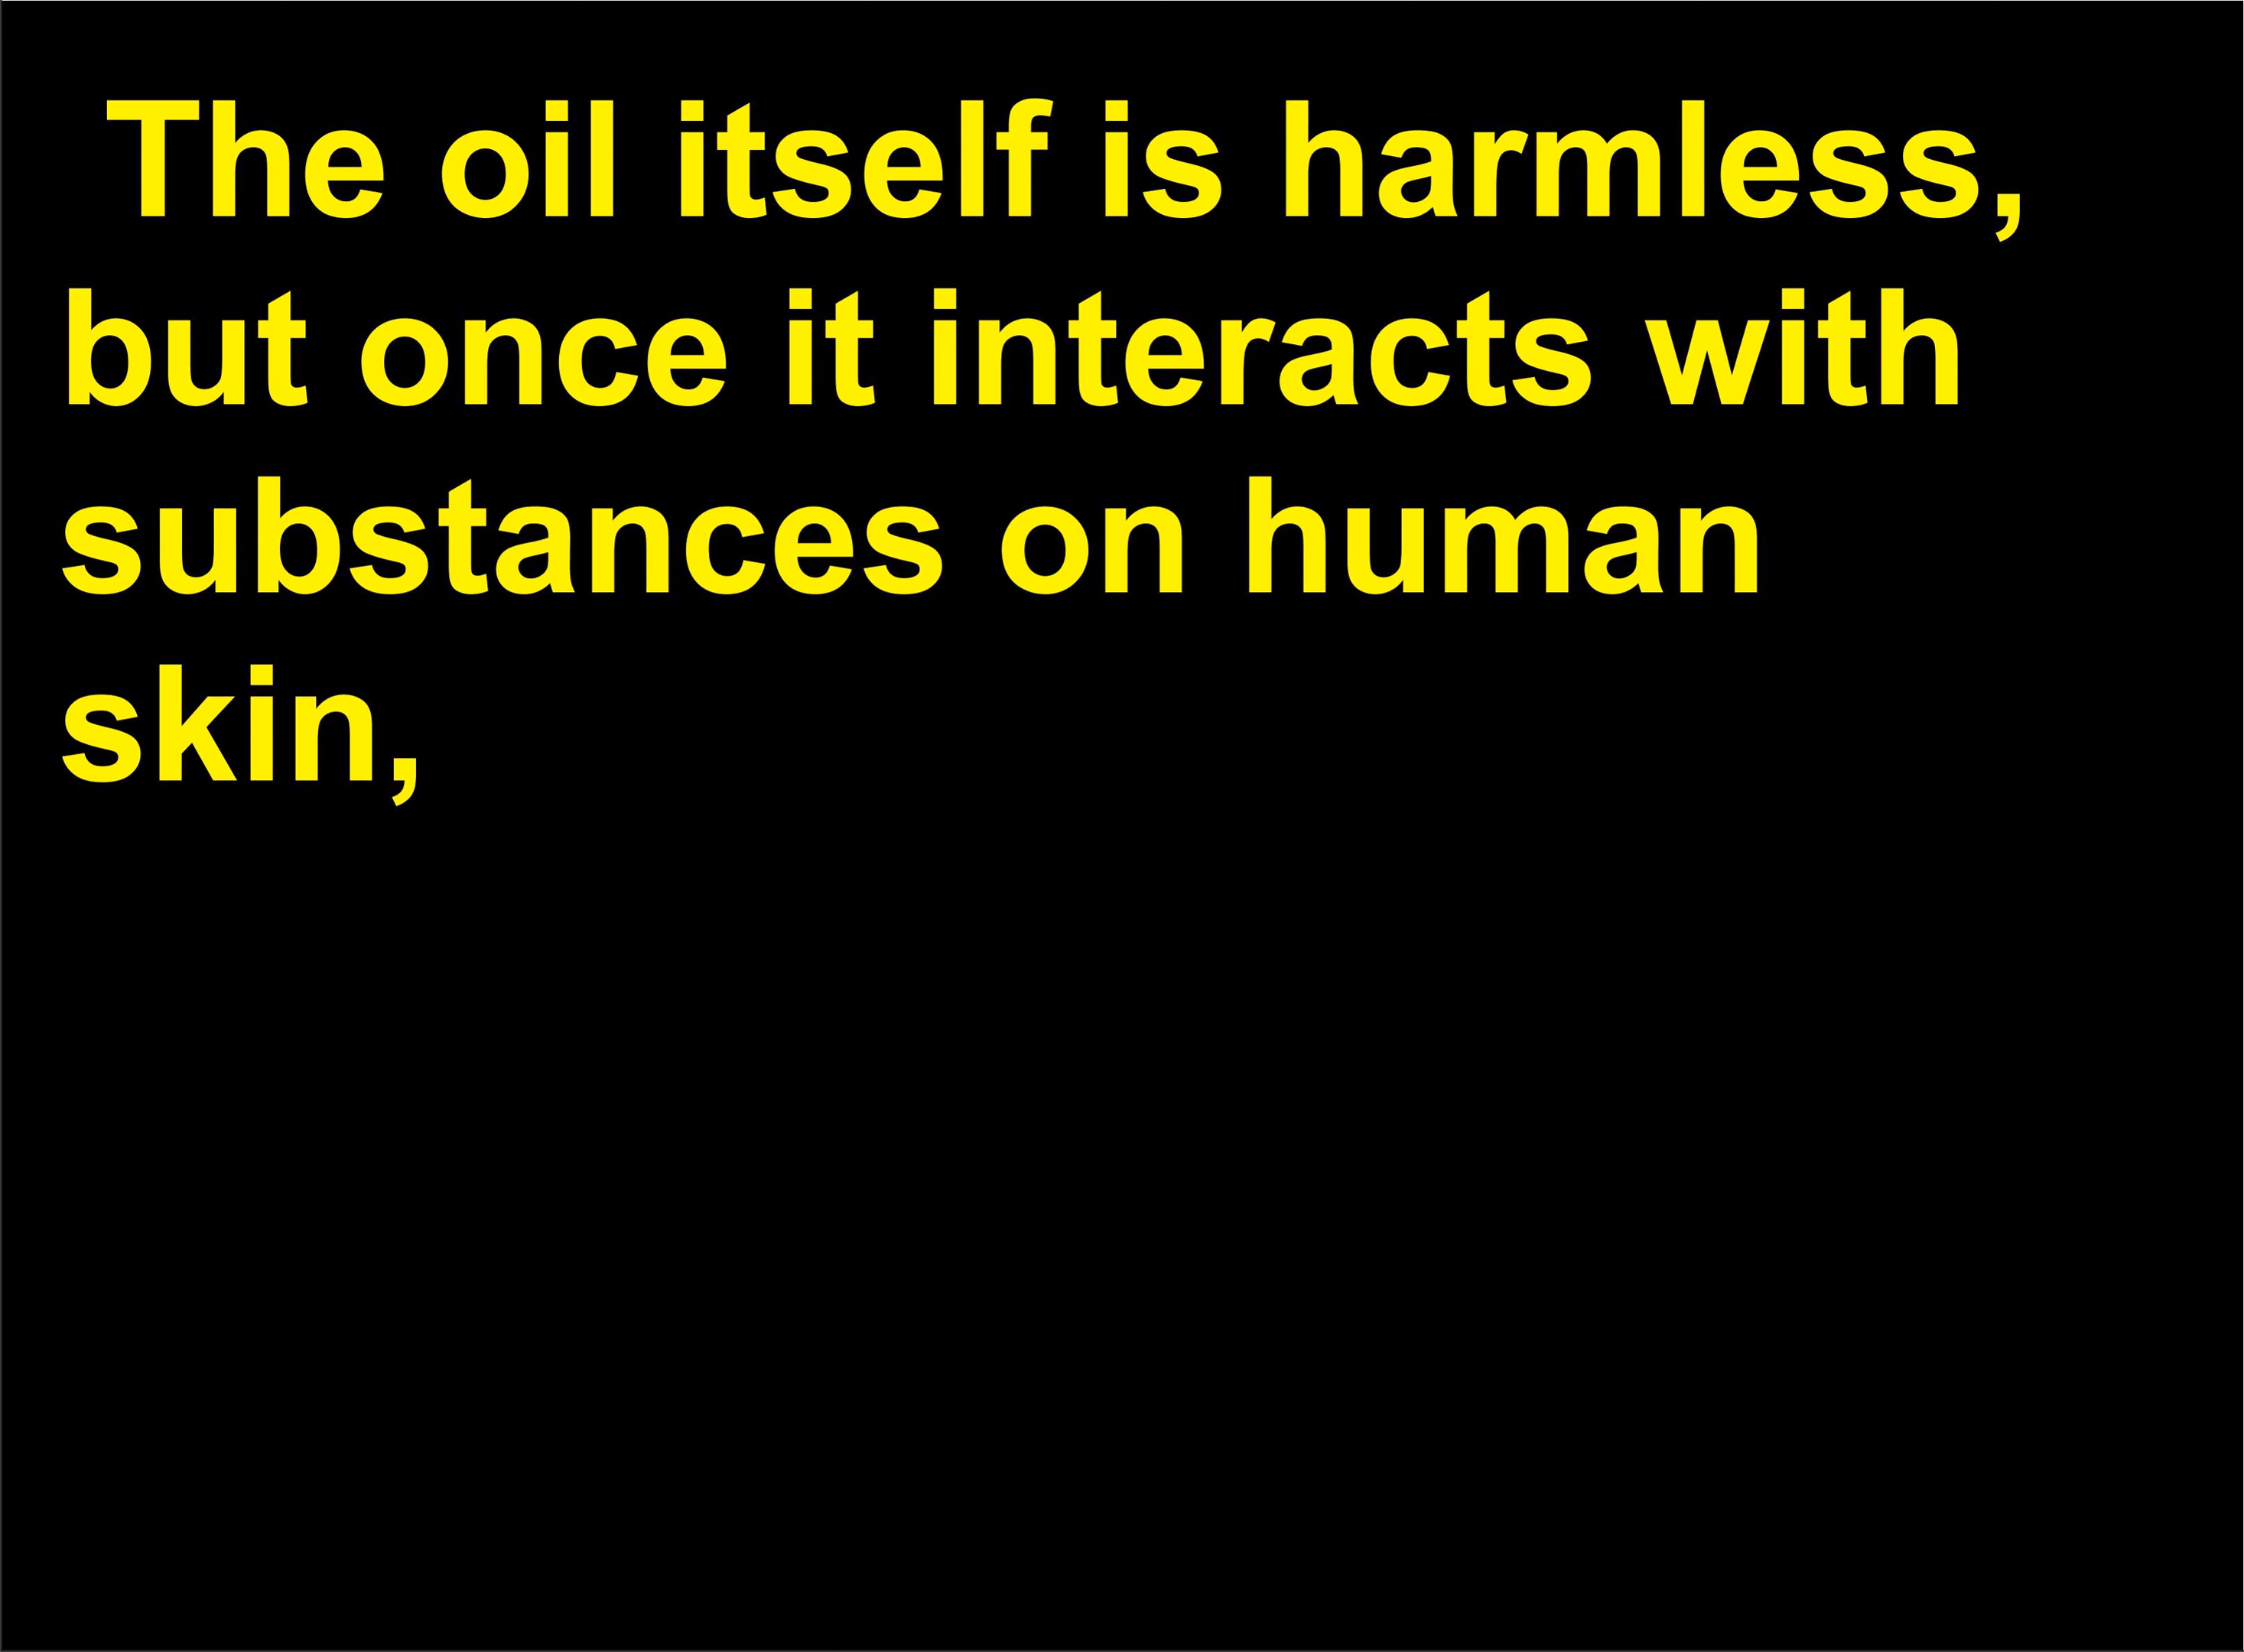 The oil itself is harmless,
but once it interacts with
substances on human
skin,